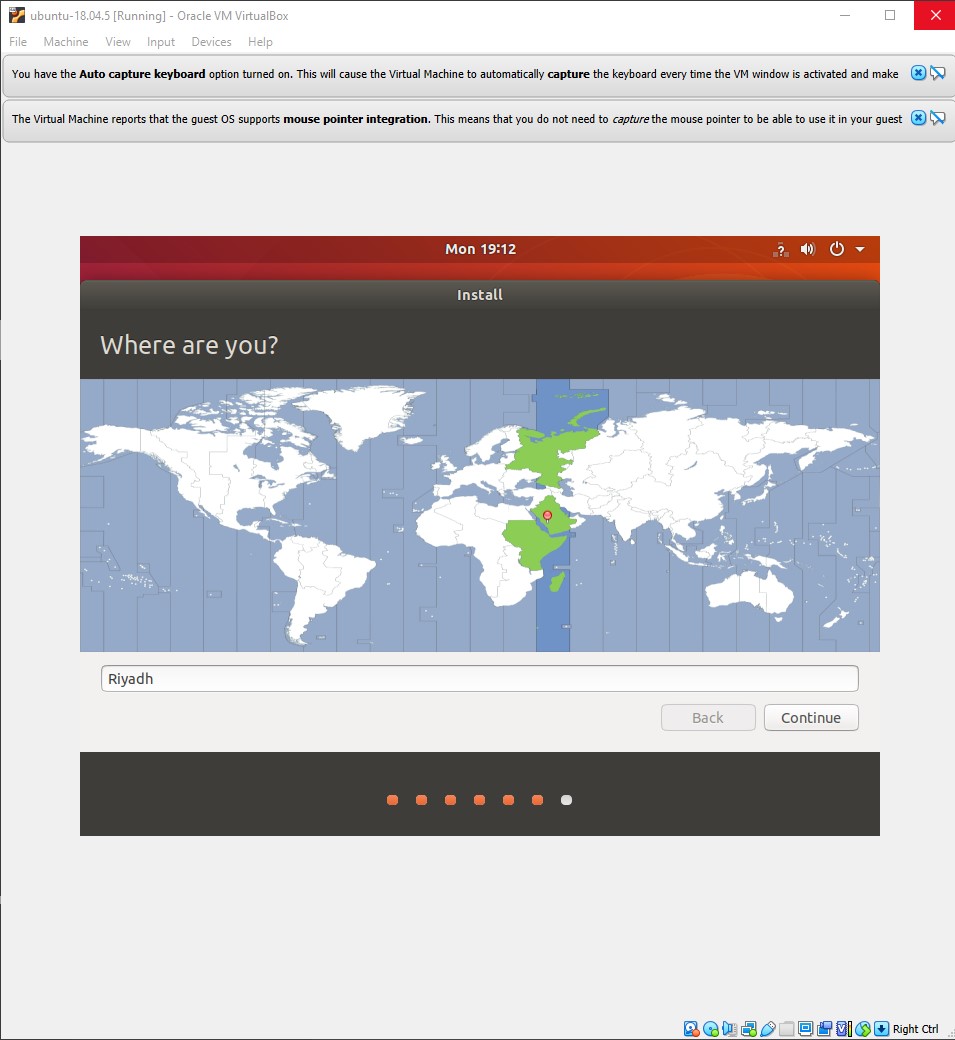 ubuntu-18.04.5 [Running] - Oracle VM VirtualBox
File Machine View Input Devices Help
You have the Auto capture keyboard option turned on. This will cause the Virtual Machine to automatically capture the keyboard every time the VM window is activated and make
The Virtual Machine reports that the guest OS supports mouse pointer integration. This means that you do not need to capture the mouse pointer to be able to use it in your guest
Mon 19:12
Install
Where are you?
Riyadh
Back Continue
Right Ctrl